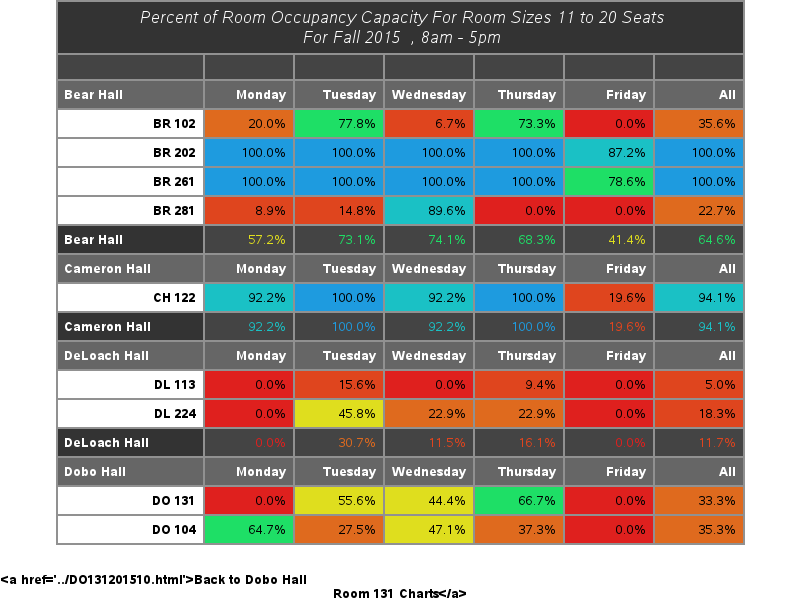 Percent of Room Occupancy Capacity For Room Sizes 11 to 20 Seats
For Fall 2015 , 8am - 5pm
Bear Hall Monday Tuesday Wednesday Thursday Friday All
BR 102 20.0% 77.8% 6.7% 73.3% 0.0% 35.6%
BR 202 100.0% 100.0% 100.0% 100.0% 87.2% 100.0%
BR 261 100.0% 100.0% 100.0% 100.0% 78.6% 100.0%
BR 281 8.9% 14.8% 89.6% 0.0% 0.0% 22.7%
Bear Hall 57.2% 73.1% 74.1% 68.3% 41.4% 64.6%
Cameron Hall Monday Tuesday Wednesday Thursday Friday All
CH 122 92.2% 100.0% 92.2% 100.0% 19.6% 94.1%
Cameron Hall 92.2% 100.0% 92.2% 100.0% 19.6% 94.1%
DeLoach Hall Monday Tuesday Wednesday Thursday Friday All
DL 113 0.0% 15.6% 0.0% 9.4% 0.0% 5.0%
DL 224 0.0% 45.8% 22.9% 22.9% 0.0% 18.3%
DeLoach Hall 0.0% 30.7% 11.5% 16.1% 0.0% 11.7%
Dobo Hall Monday Tuesday Wednesday Thursday Friday All
DO 131 0.0% 55.6% 44.4% 66.7% 0.0% 33.3%
DO 104 64.7% 27.5% 47.1% 37.3% 0.0% 35.3%
<a href='../DO131201510.html'>Back to Dobo Hall
Room 131 Charts</a>